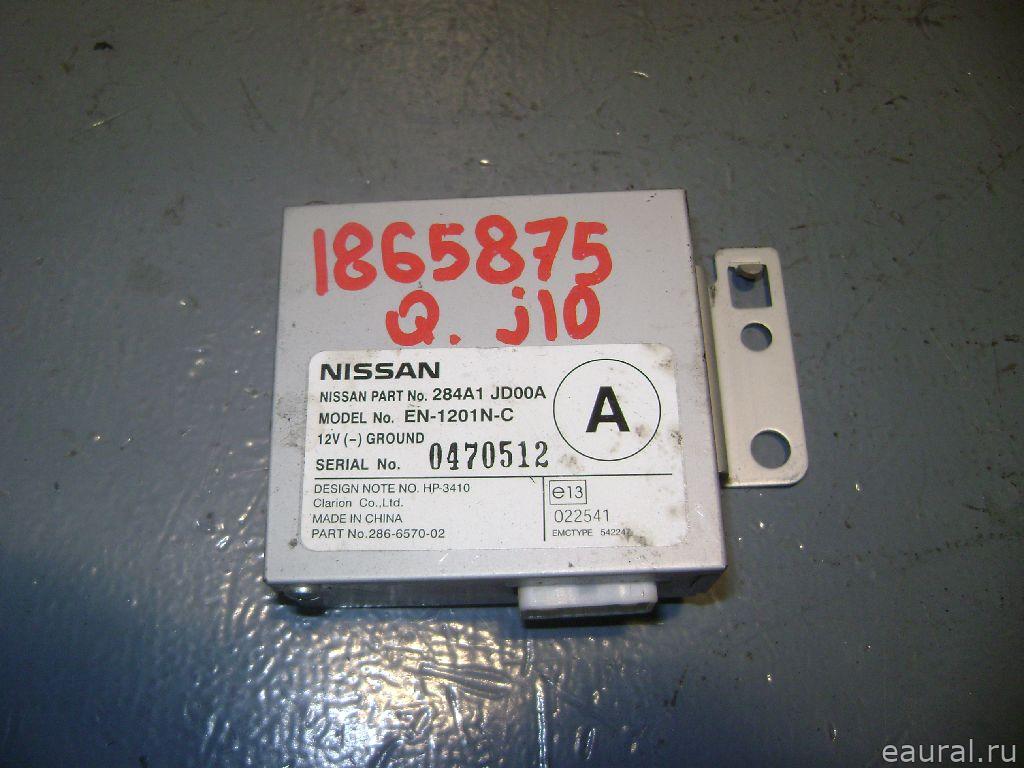 1865875
Q. j10
NISSAN
NISSAN PART No. 284A1 JD00A
MODEL No. EN-1201N-C
12V (-) GROUND
SERIAL No. 0470512
A
DESIGN NOTE NO. HP-3410
Clarion Co.,Ltd.
MADE IN CHINA
PART No.286-6570-02
e13
022541
EMCTYPE 542247
eaural.ru